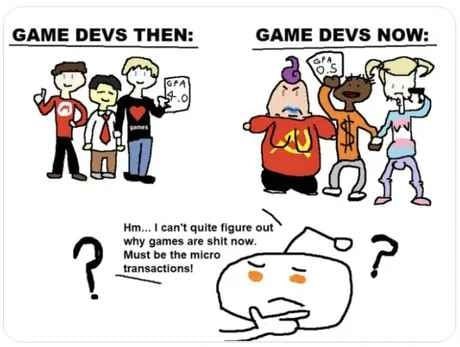 GAME DEVS THEN:
GAME DEVS NOW:
GPA
4.0
games
GPA
0.5
$
Hm... I can't quite figure out
why games are shit now.
Must be the micro
transactions!
?
?